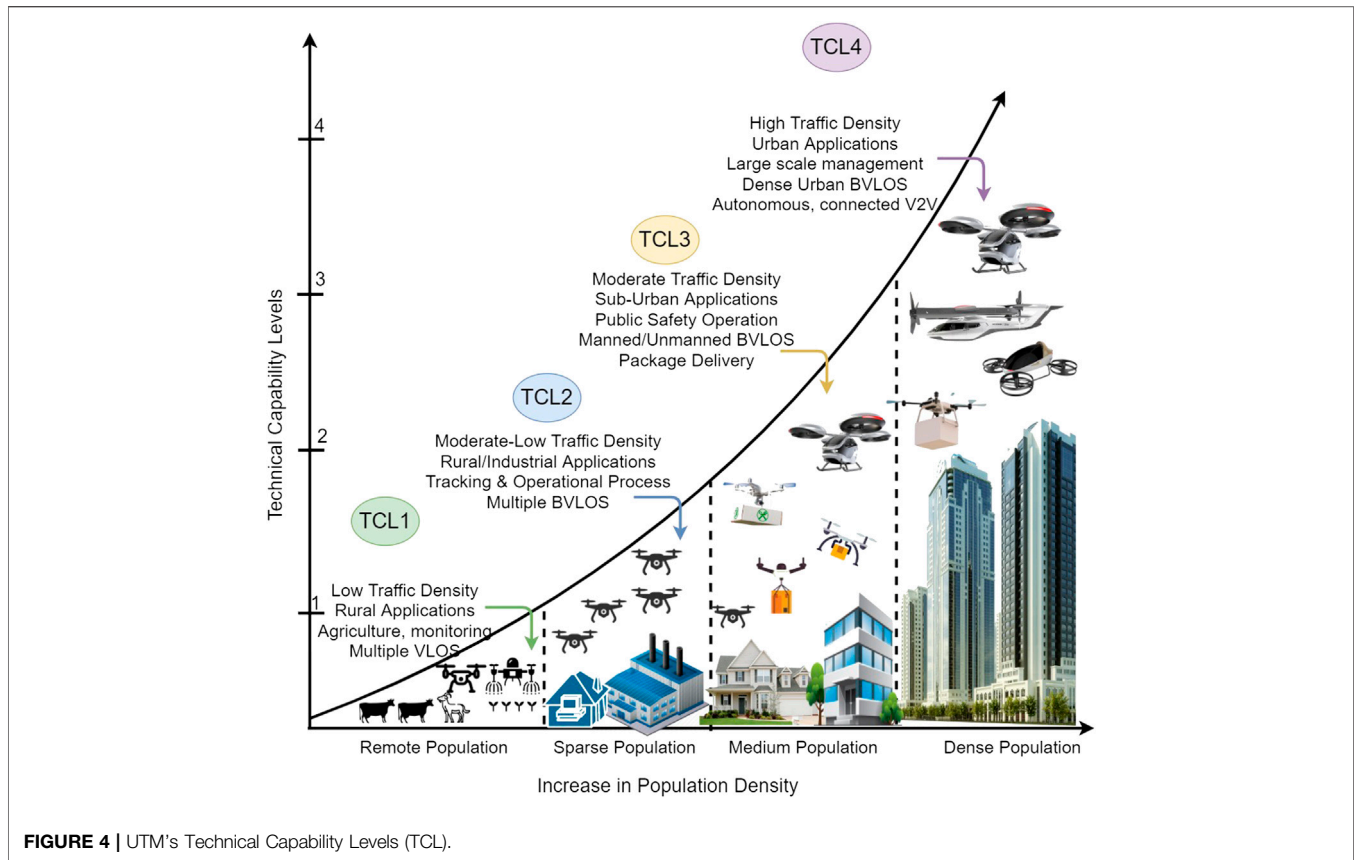 TCL4
High Traffic Density
Urban Applications
Large scale management
Dense Urban BVLOS
Autonomous, connected V2V
TCL3
Moderate Traffic Density
Sub-Urban Applications
Public Safety Operation
Manned/Unmanned BVLOS
Package Delivery
TCL2
Moderate-Low Traffic Density
Rural/Industrial Applications
Tracking & Operational Process
Multiple BVLOS
TCL1
Low Traffic Density
Rural Applications
Agriculture, monitoring
Multiple VLOS
4
3
2
1
Technical Capability Levels
Remote Population
Sparse Population
Medium Population
Dense Population
Increase in Population Density
FIGURE 4 | UTM's Technical Capability Levels (TCL).